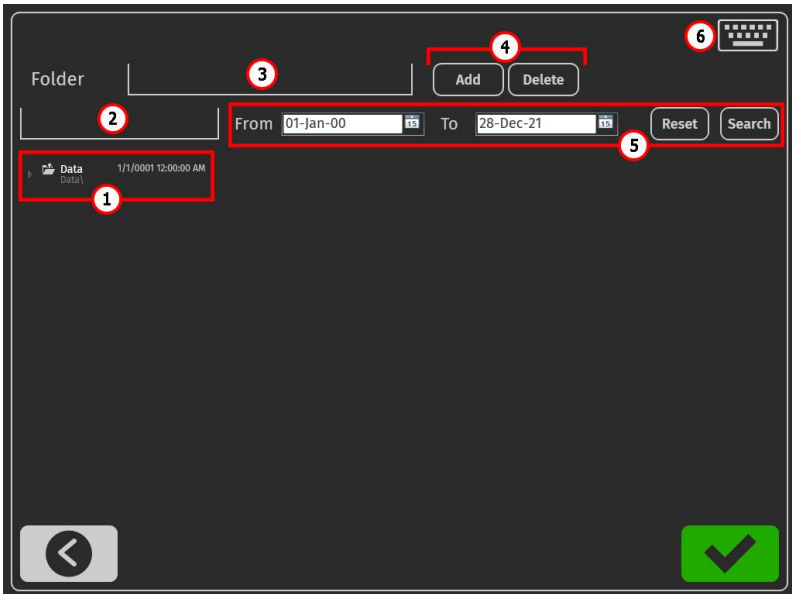 6
4
Folder
3
Add Delete
2
From 01-Jan-00 15 To 28-Dec-21 15 Reset Search
5
Data 1/1/0001 12:00:00 AM
Data\
1